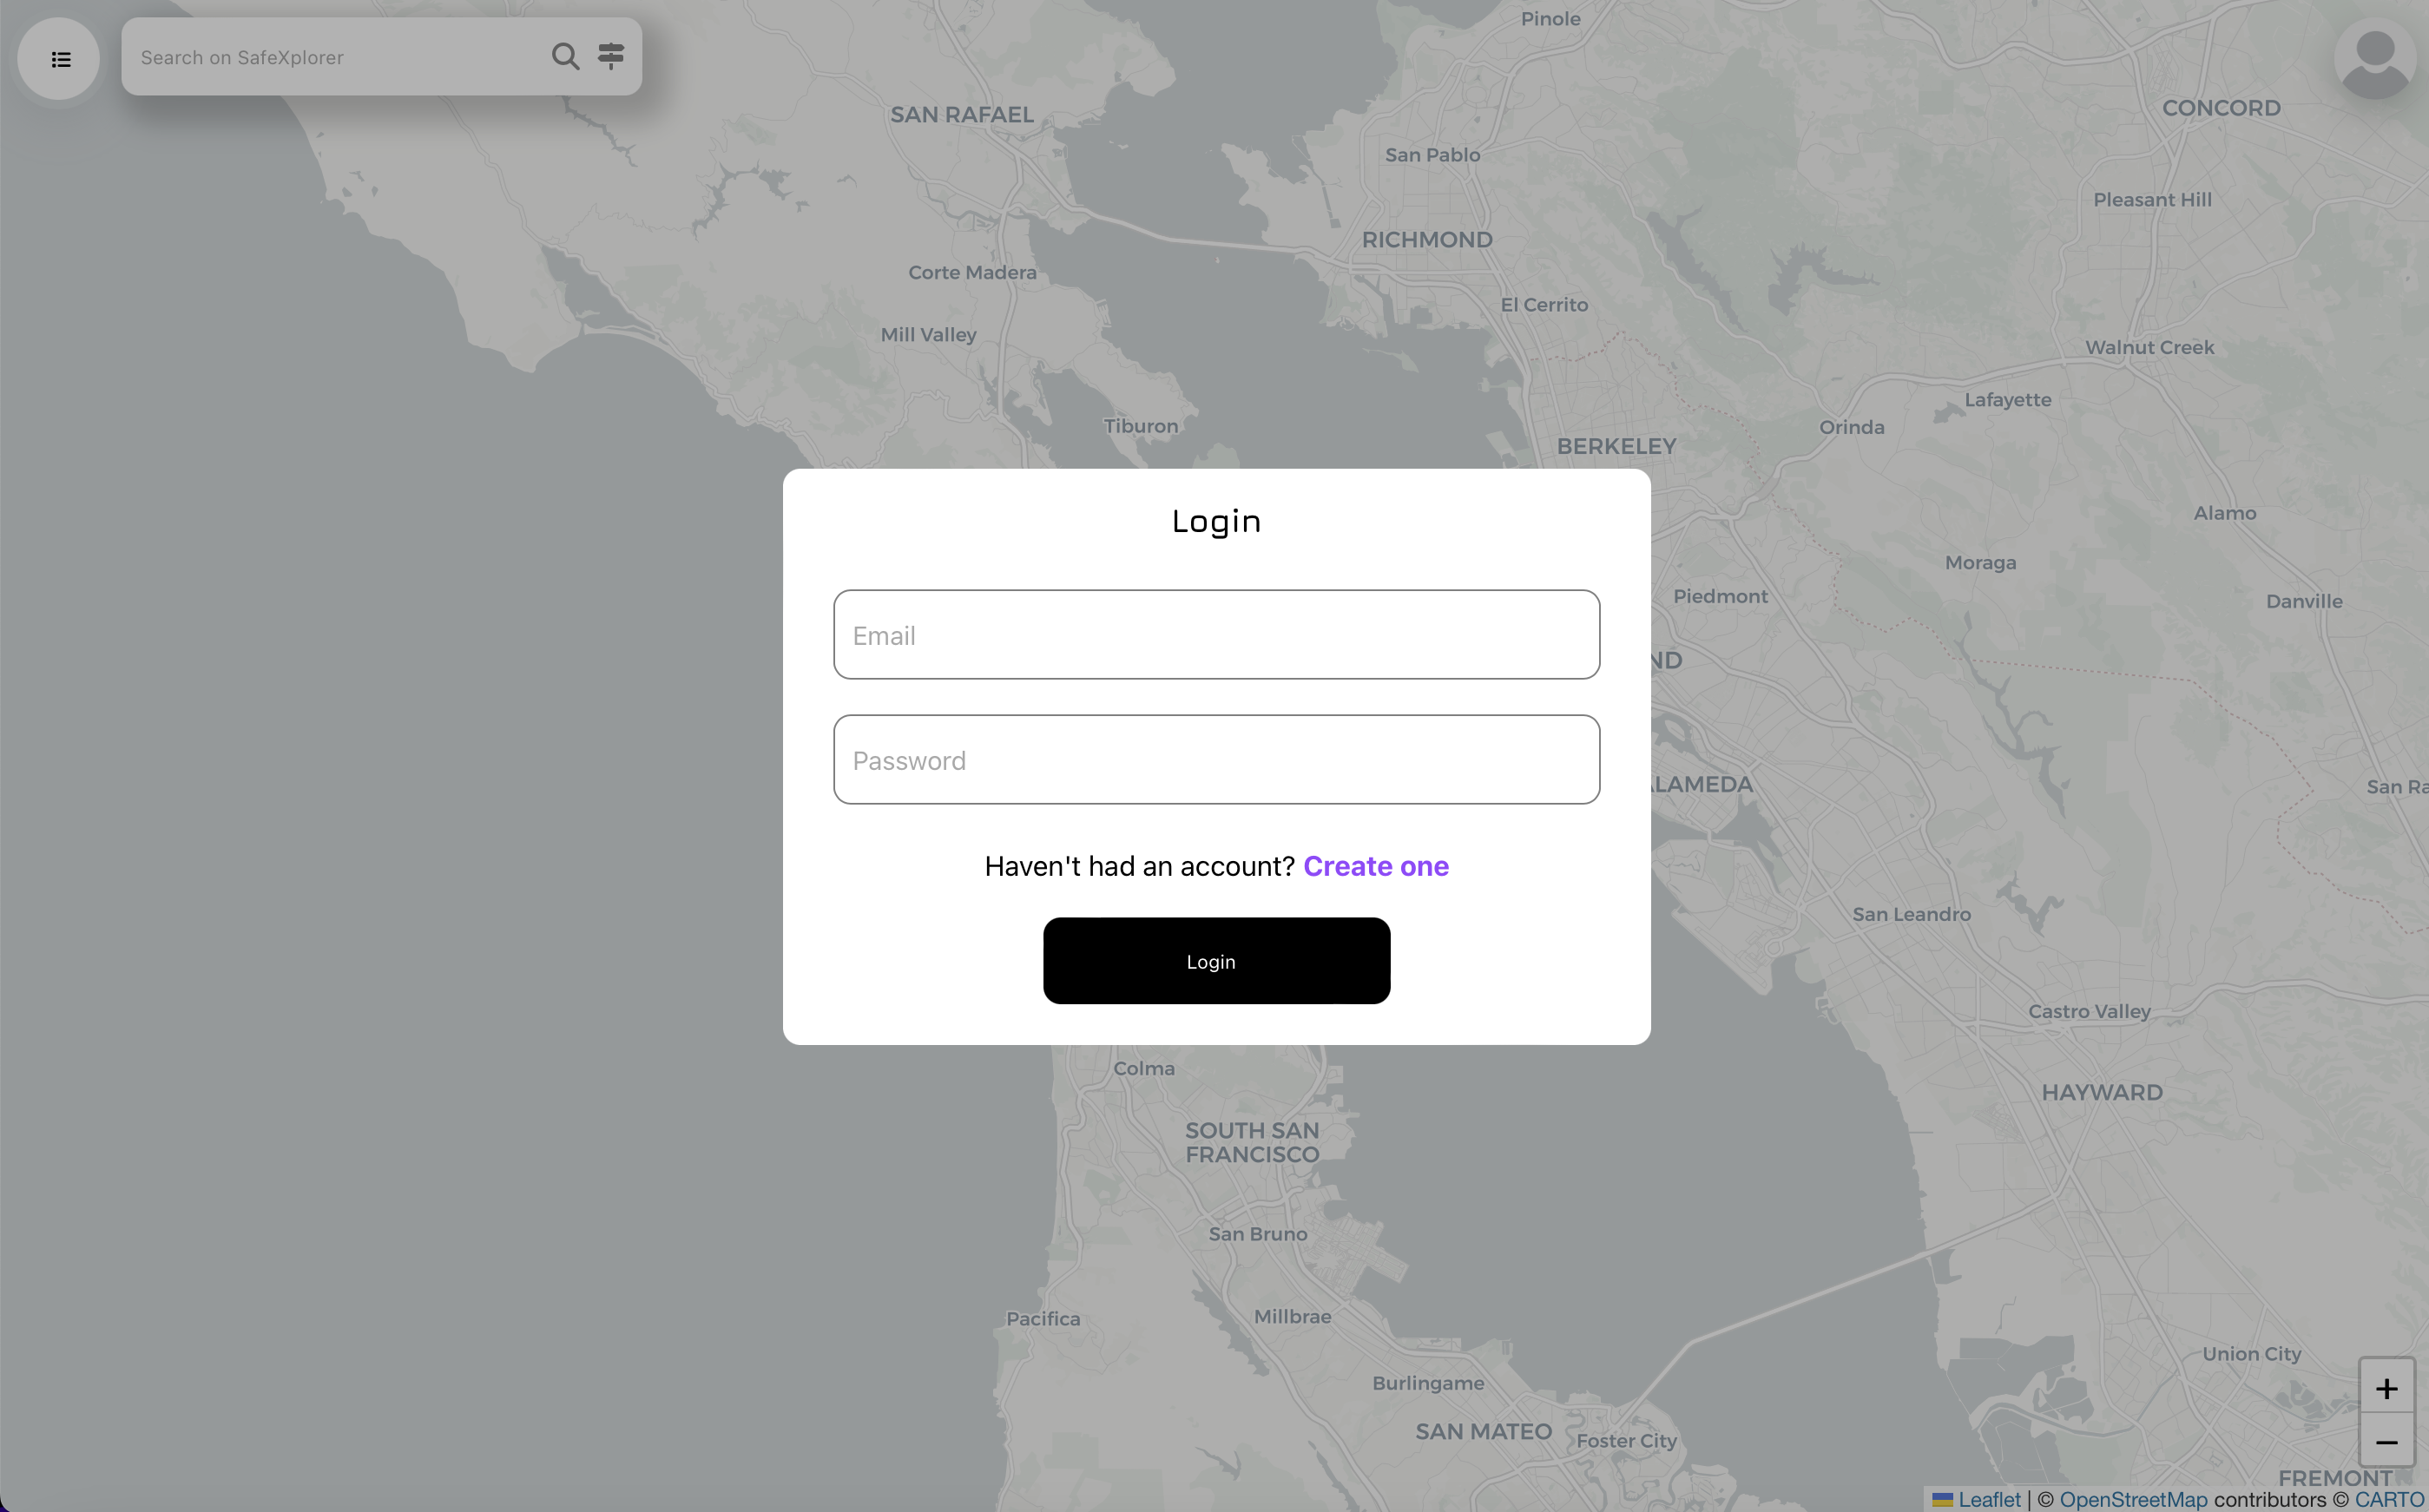 Search on SafeXplorer
Pinole
SAN RAFAEL
CONCORD
San Pablo
Pleasant Hill
RICHMOND
Corte Madera
El Cerrito
Mill Valley
Walnut Creek
Lafayette
Tiburon
Orinda
BERKELEY
Login
Alamo
Moraga
Piedmont
Danville
Email
ND
Password
LAMEDA
San Ra
Haven't had an account? Create one
San Leandro
Login
Castro Valley
Colma
HAYWARD
SOUTH SAN
FRANCISCO
San Bruno
Millbrae
Pacifica
Union City
Burlingame
+
SAN MATEO
Foster City
−
FREMONT
Leaflet | © OpenStreetMap contributors © CARTO